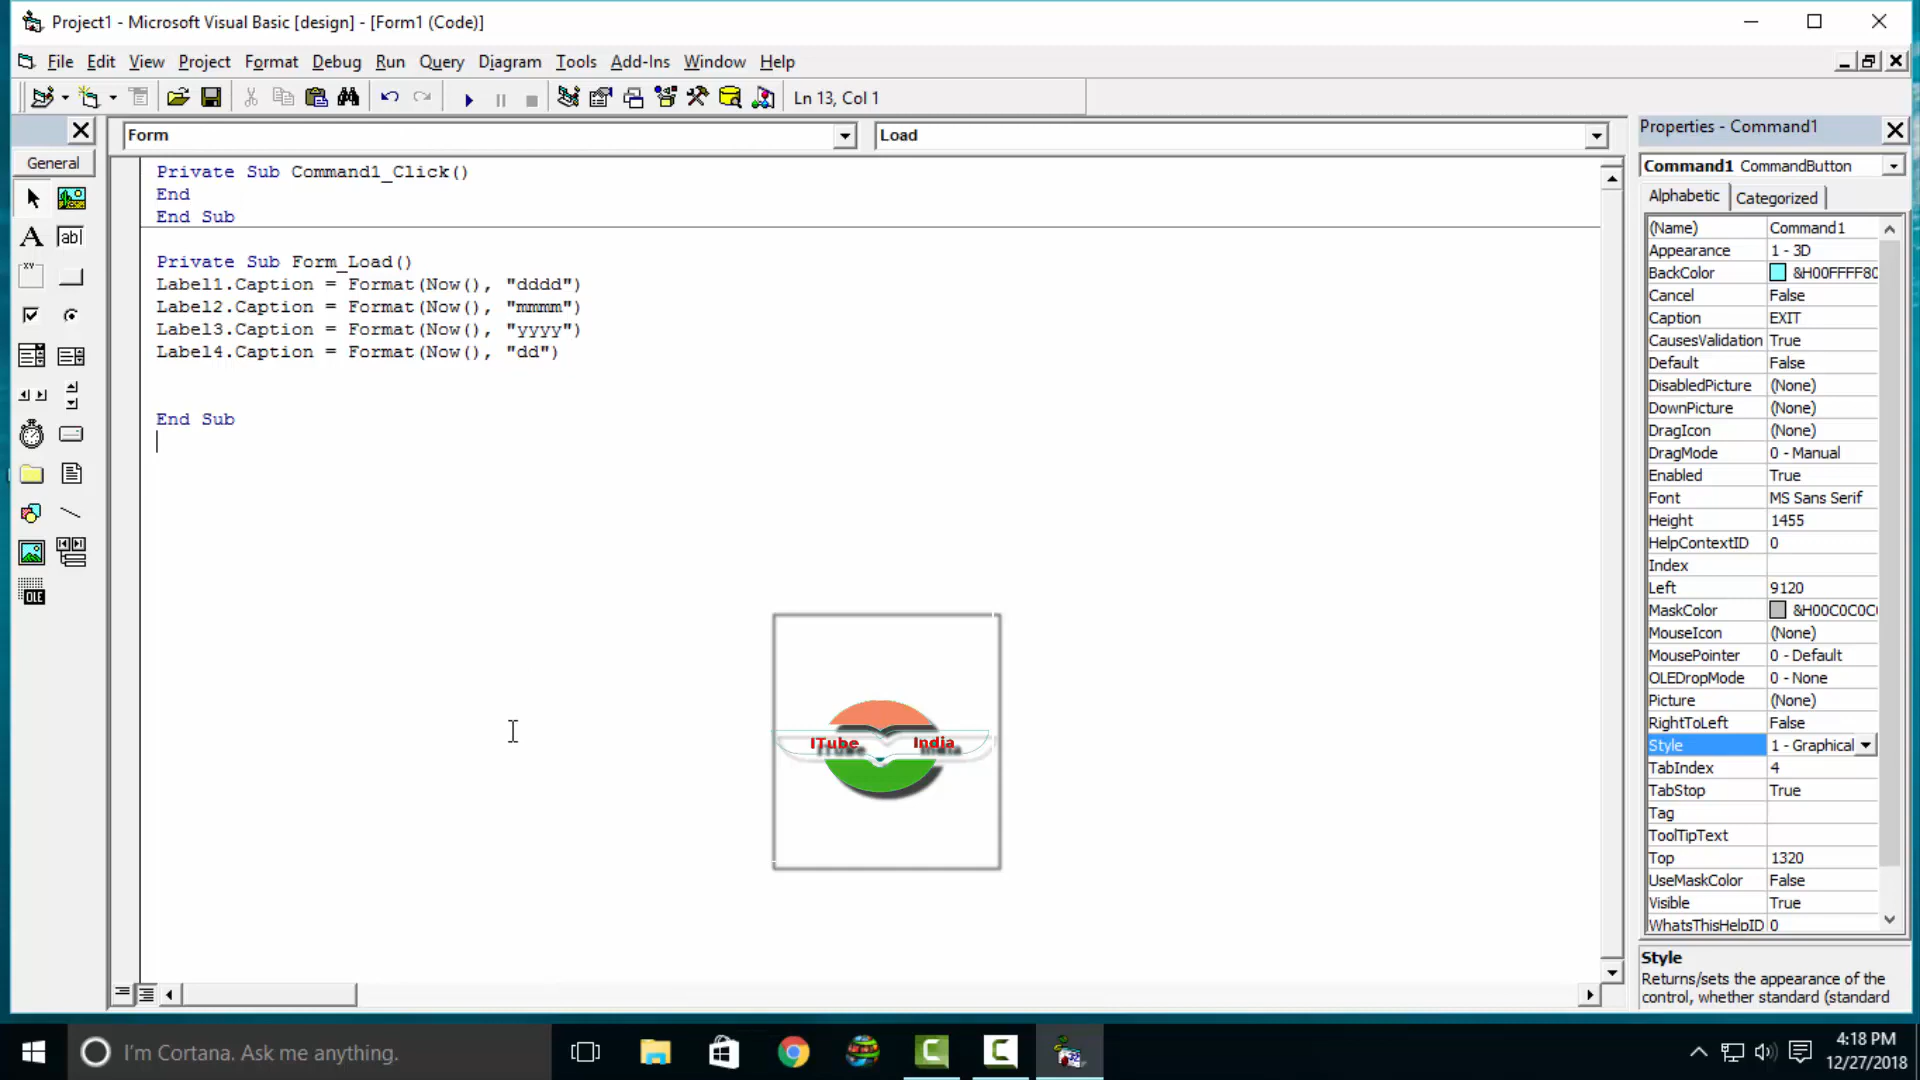 Project1 - Microsoft Visual Basic [design] - [Form1 (Code)]
File Edit View Project Format Debug Run Query Diagram Tools Add-Ins Window Help
Ln 13, Col 1
General
Form
Load
Private Sub Command1_Click()
End
End Sub
Private Sub Form_Load()
Label1.Caption = Format(Now(), "dddd")
Label2.Caption = Format(Now(), "mmmm")
Label3.Caption = Format(Now(), "yyyy")
Label4.Caption = Format(Now(), "dd")
End Sub
A
ab|
XY
OLE
ITube India
Properties - Command1
Command1 CommandButton
Alphabetic Categorized
(Name) Command1
Appearance 1 - 3D
BackColor &H00FFFF80
Cancel False
Caption EXIT
CausesValidation True
Default False
DisabledPicture (None)
DownPicture (None)
DragIcon (None)
DragMode 0 - Manual
Enabled True
Font MS Sans Serif
Height 1455
HelpContextID 0
Index
Left 9120
MaskColor &H00C0C0C
MouseIcon (None)
MousePointer 0 - Default
OLEDropMode 0 - None
Picture (None)
RightToLeft False
Style 1 - Graphical
TabIndex 4
TabStop True
Tag
ToolTipText
Top 1320
UseMaskColor False
Visible True
WhatsThisHelpID 0
Style
Returns/sets the appearance of the
control, whether standard (standard
I'm Cortana. Ask me anything.
4:18 PM
12/27/2018